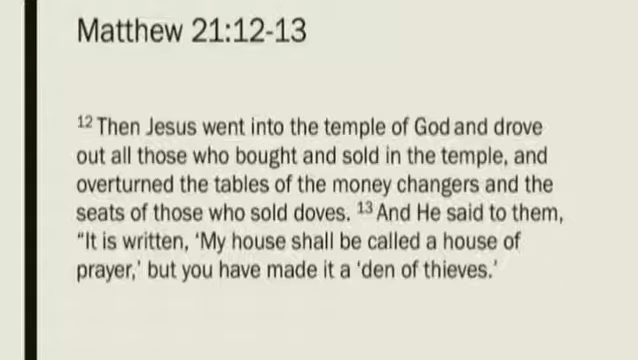 Matthew 21:12-13
12 Then Jesus went into the temple of God and drove
out all those who bought and sold in the temple, and
overturned the tables of the money changers and the
seats of those who sold doves. 13 And He said to them,
“It is written, ‘My house shall be called a house of
prayer,’ but you have made it a ‘den of thieves.’